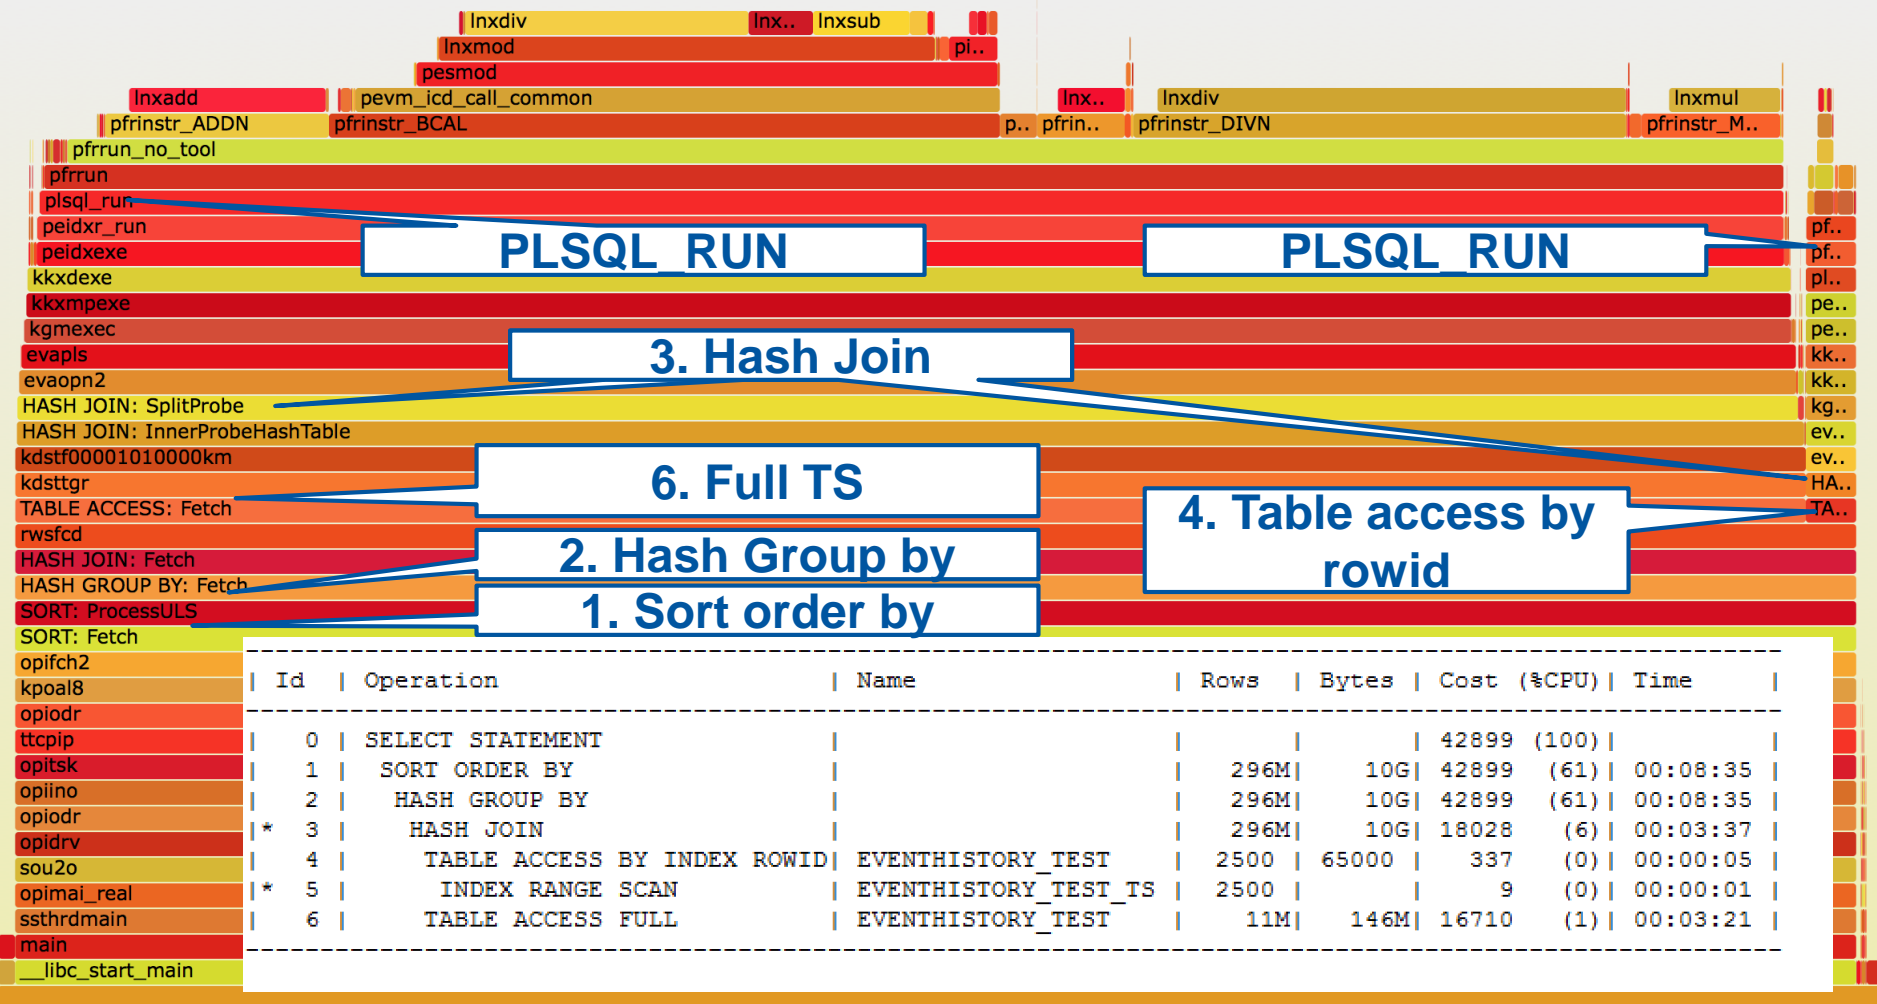 lnxdiv lnx.. lnxsub
lnxmod pi..
pesmod
lnxadd pevm_icd_call_common lnx.. lnxdiv lnxmul
pfrinstr_ADDN pfrinstr_BCAL p.. pfrin.. pfrinstr_DIVN pfrinstr_M..
pfrrun_no_tool
pfrrun
plsql_run
peidxr_run PLSQL_RUN PLSQL_RUN pf..
peidxexe pf..
kkxdexe pl..
kkxmpexe pe..
kgmexec pe..
evapls 3. Hash Join kk..
evaopn2 kk..
HASH JOIN: SplitProbe kg..
HASH JOIN: InnerProbeHashTable ev..
kdstf00001010000km ev..
kdsttgr 6. Full TS HA..
TABLE ACCESS: Fetch 4. Table access by TA..
rwsfcd
HASH JOIN: Fetch 2. Hash Group by rowid
HASH GROUP BY: Fetch
SORT: ProcessULS 1. Sort order by
SORT: Fetch
opifch2
kpoal8
opiodr
ttcpip
opitsk
opiino
opiodr
opidrv
sou2o
opimai_real
ssthrdmain
main
__libc_start_main
| Id | Operation | Name | Rows | Bytes | Cost (%CPU)| Time |
| 0 | SELECT STATEMENT | | | | 42899 (100)| |
| 1 | SORT ORDER BY | | 296M| 10G| 42899 (61)| 00:08:35 |
| 2 | HASH GROUP BY | | 296M| 10G| 42899 (61)| 00:08:35 |
|* 3 | HASH JOIN | | 296M| 10G| 18028 (6)| 00:03:37 |
| 4 | TABLE ACCESS BY INDEX ROWID| EVENTHISTORY_TEST | 2500 | 65000 | 337 (0)| 00:00:05 |
|* 5 | INDEX RANGE SCAN | EVENTHISTORY_TEST_TS | 2500 | | 9 (0)| 00:00:01 |
| 6 | TABLE ACCESS FULL | EVENTHISTORY_TEST | 11M| 146M| 16710 (1)| 00:03:21 |